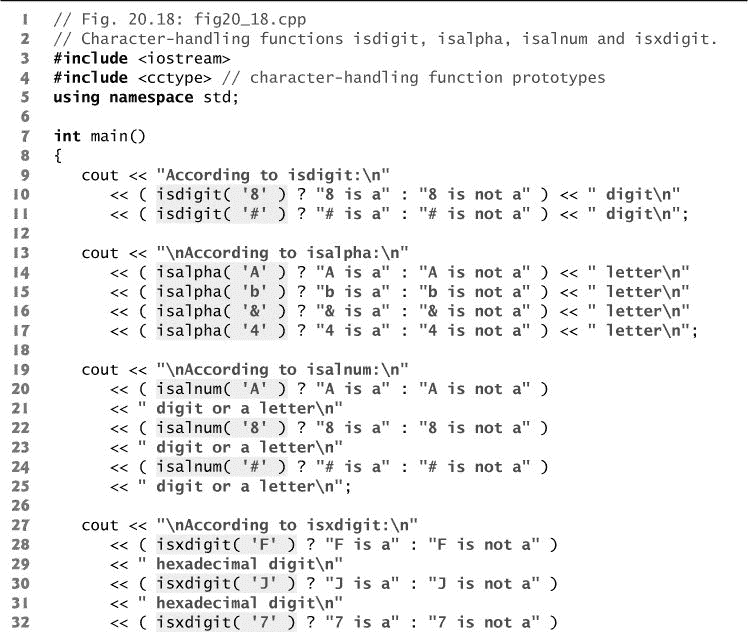 1 // Fig. 20.18: fig20_18.cpp
2 // Character-handling functions isdigit, isalpha, isalnum and isxdigit.
3 #include <iostream>
4 #include <cctype> // character-handling function prototypes
5 using namespace std;
6
7 int main()
8 {
9    cout << "According to isdigit:\n"
10       << ( isdigit( '8' ) ? "8 is a" : "8 is not a" ) << " digit\n"
11       << ( isdigit( '#' ) ? "# is a" : "# is not a" ) << " digit\n";
12
13    cout << "\nAccording to isalpha:\n"
14       << ( isalpha( 'A' ) ? "A is a" : "A is not a" ) << " letter\n"
15       << ( isalpha( 'b' ) ? "b is a" : "b is not a" ) << " letter\n"
16       << ( isalpha( '&' ) ? "& is a" : "& is not a" ) << " letter\n"
17       << ( isalpha( '4' ) ? "4 is a" : "4 is not a" ) << " letter\n";
18
19    cout << "\nAccording to isalnum:\n"
20       << ( isalnum( 'A' ) ? "A is a" : "A is not a" )
21       << " digit or a letter\n"
22       << ( isalnum( '8' ) ? "8 is a" : "8 is not a" )
23       << " digit or a letter\n"
24       << ( isalnum( '#' ) ? "# is a" : "# is not a" )
25       << " digit or a letter\n";
26
27    cout << "\nAccording to isxdigit:\n"
28       << ( isxdigit( 'F' ) ? "F is a" : "F is not a" )
29       << " hexadecimal digit\n"
30       << ( isxdigit( 'J' ) ? "J is a" : "J is not a" )
31       << " hexadecimal digit\n"
32       << ( isxdigit( '7' ) ? "7 is a" : "7 is not a" )